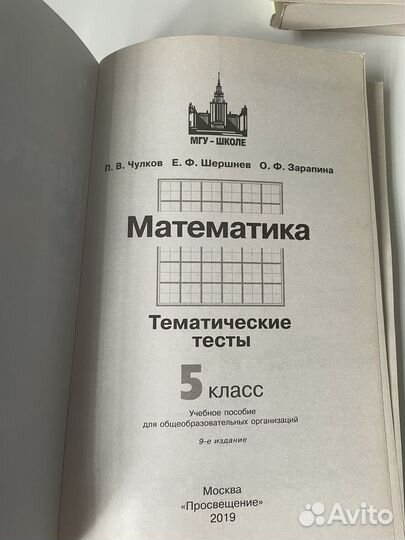 МГУ - ШКОЛЕ
П. В. Чулков Е. Ф. Шершнев О. Ф. Зарапина
Математика
Тематические
тесты
5 класс
Учебное пособие
для общеобразовательных организаций
9-е издание
Москва
«Просвещение»
2019
Avito